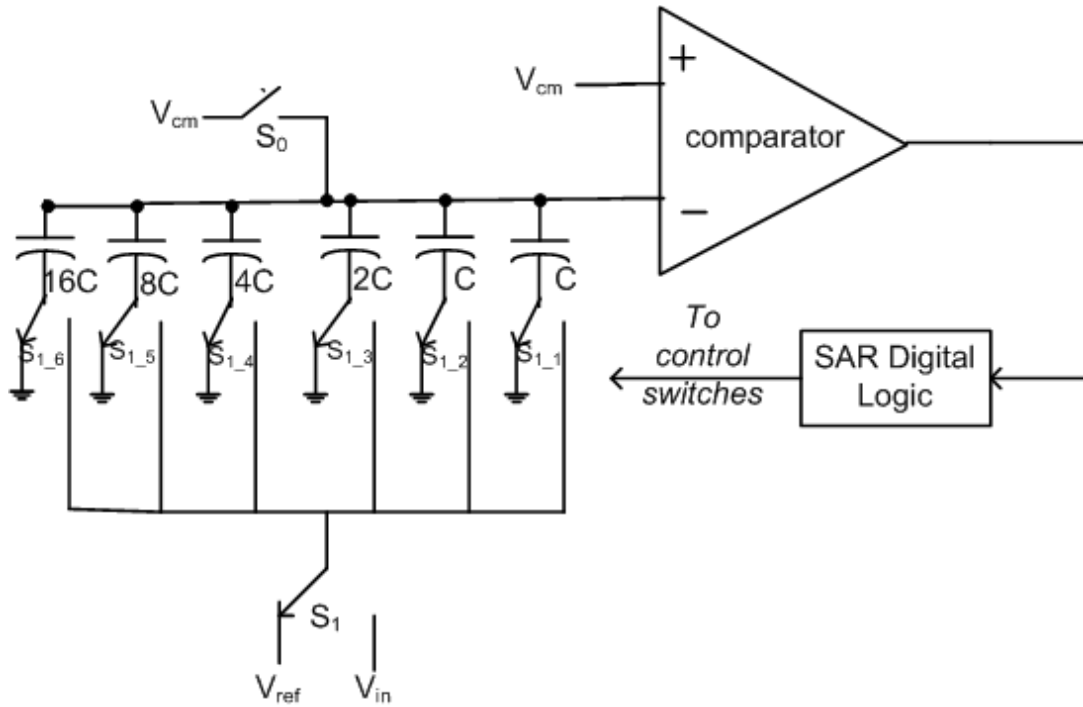 V_cm
S_0
V_cm
+
comparator
−
16C
8C
4C
2C
C
C
S_1_6
S_1_5
S_1_4
S_1_3
S_1_2
S_1_1
To
control
switches
SAR Digital
Logic
S_1
V_ref
V_in